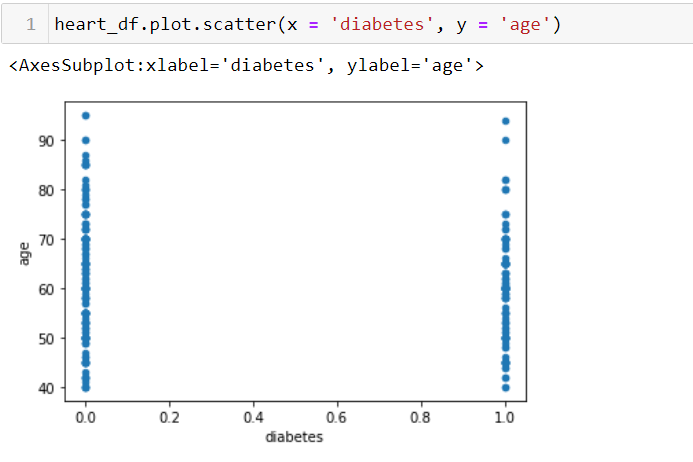 1 heart_df.plot.scatter(x = 'diabetes', y = 'age')
<AxesSubplot:xlabel='diabetes', ylabel='age'>
90
80
70
60
50
40
age
0.0 0.2 0.4 0.6 0.8 1.0
diabetes